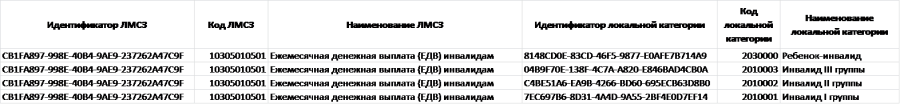 Идентификатор ЛМСЗ Код ЛМСЗ Наименование ЛМСЗ Идентификатор локальной категории Код локальной категории Наименование локальной категории
CB1FA897-998E-40B4-9AE9-237262A47C9F 10305010501 Ежемесячная денежная выплата (ЕДВ) инвалидам 8148CD0E-83CD-46F5-9877-E0AFE7B714A9 2030000 Ребенок-инвалид
CB1FA897-998E-40B4-9AE9-237262A47C9F 10305010501 Ежемесячная денежная выплата (ЕДВ) инвалидам 04B9F70E-138F-4C7A-A820-E846BAD4CB0A 2010003 Инвалид III группы
CB1FA897-998E-40B4-9AE9-237262A47C9F 10305010501 Ежемесячная денежная выплата (ЕДВ) инвалидам C4BE51A6-EA9B-4266-BD60-695ECB63D8B0 2010002 Инвалид II группы
CB1FA897-998E-40B4-9AE9-237262A47C9F 10305010501 Ежемесячная денежная выплата (ЕДВ) инвалидам 7EC697B6-8D31-4A4D-9A55-2BF4E0D7EF14 2010001 Инвалид I группы